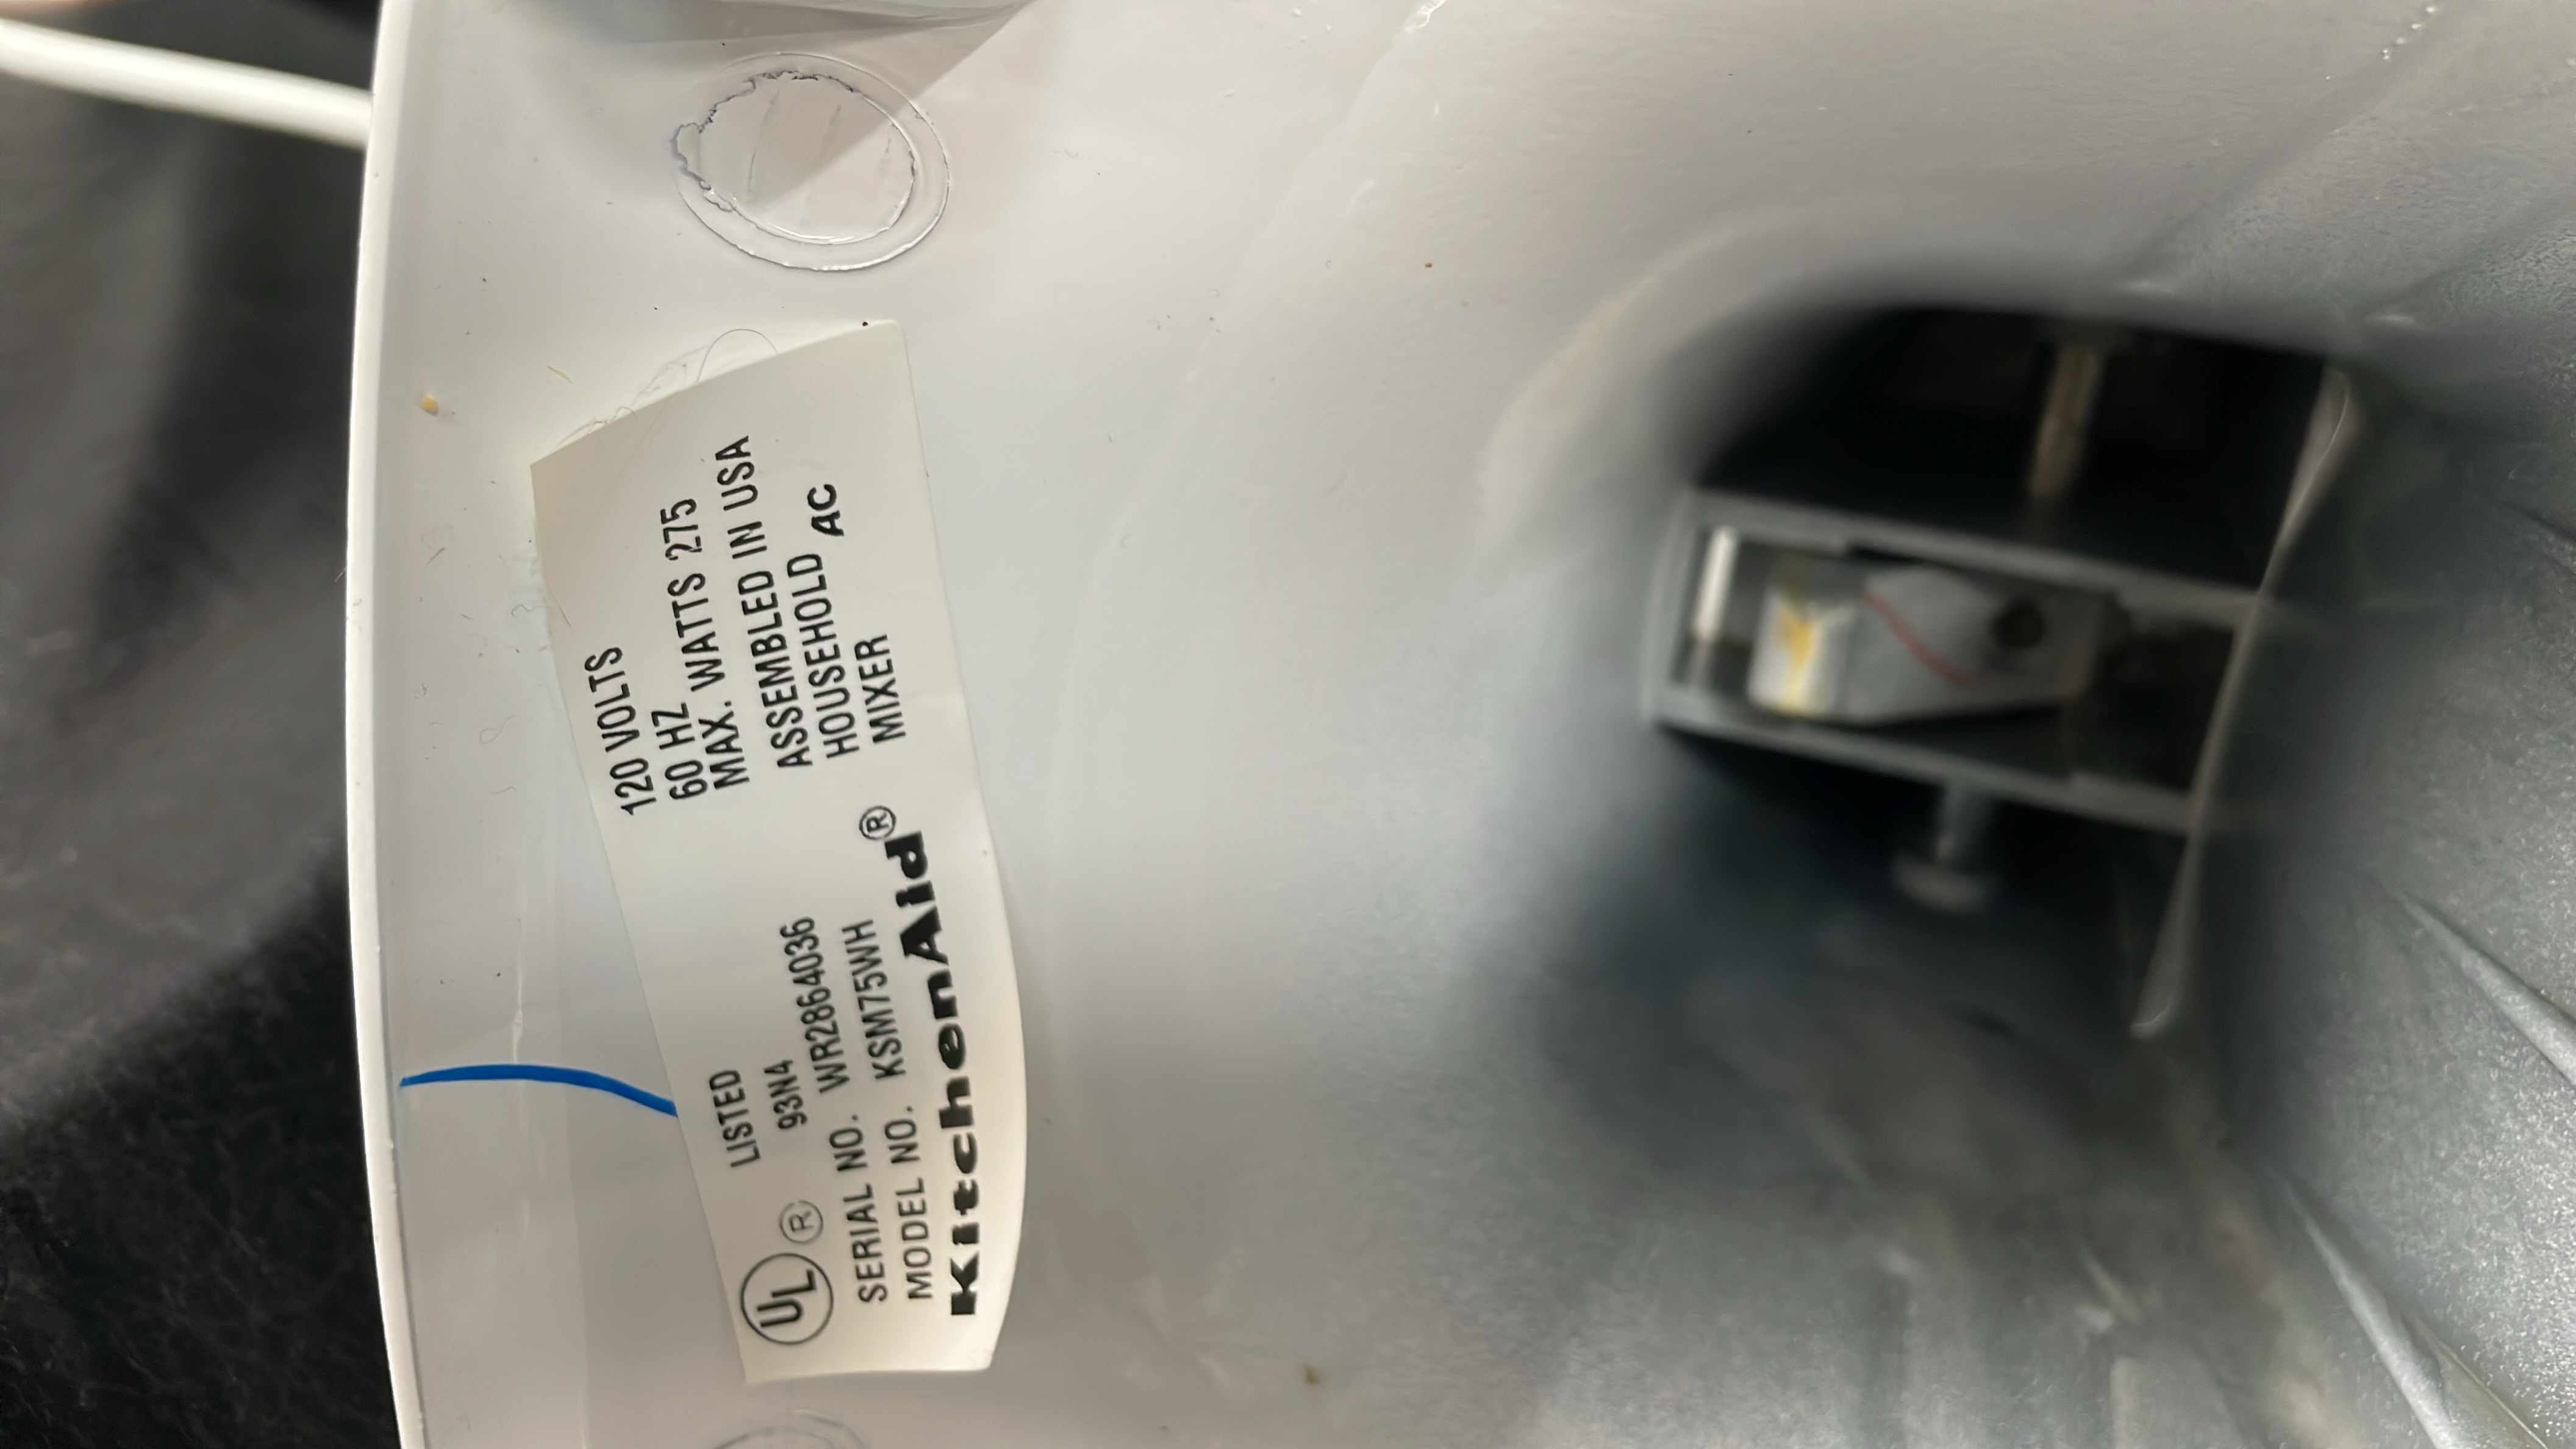 KitchenAid®
MODEL NO. KSM75WH
SERIAL NO. WR2864036
UL ® LISTED
93N4
120 VOLTS
60 HZ
MAX. WATTS 275
ASSEMBLED IN USA
HOUSEHOLD AC
MIXER